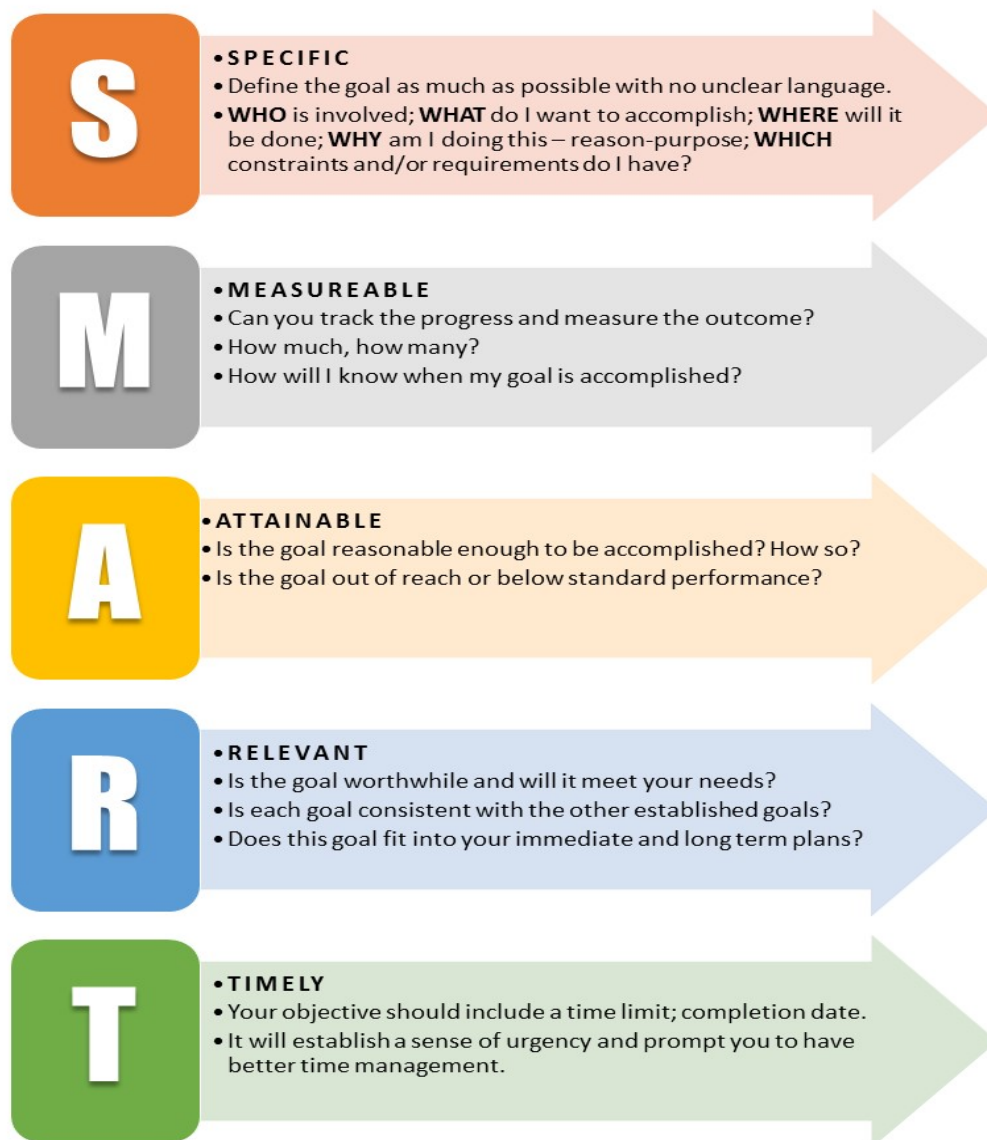 S
• SPECIFIC
• Define the goal as much as possible with no unclear language.
• WHO is involved; WHAT do I want to accomplish; WHERE will it
be done; WHY am I doing this – reason-purpose; WHICH
constraints and/or requirements do I have?
M
• MEASUREABLE
• Can you track the progress and measure the outcome?
• How much, how many?
• How will I know when my goal is accomplished?
A
• ATTAINABLE
• Is the goal reasonable enough to be accomplished? How so?
• Is the goal out of reach or below standard performance?
R
• RELEVANT
• Is the goal worthwhile and will it meet your needs?
• Is each goal consistent with the other established goals?
• Does this goal fit into your immediate and long term plans?
T
• TIMELY
• Your objective should include a time limit; completion date.
• It will establish a sense of urgency and prompt you to have
better time management.